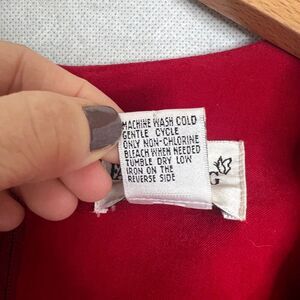 MACHINE WASH COLD
GENTLE CYCLE
ONLY NON-CHLORINE
BLEACH WHEN NEEDED
TUMBLE DRY LOW
IRON ON THE
REVERSE SIDE